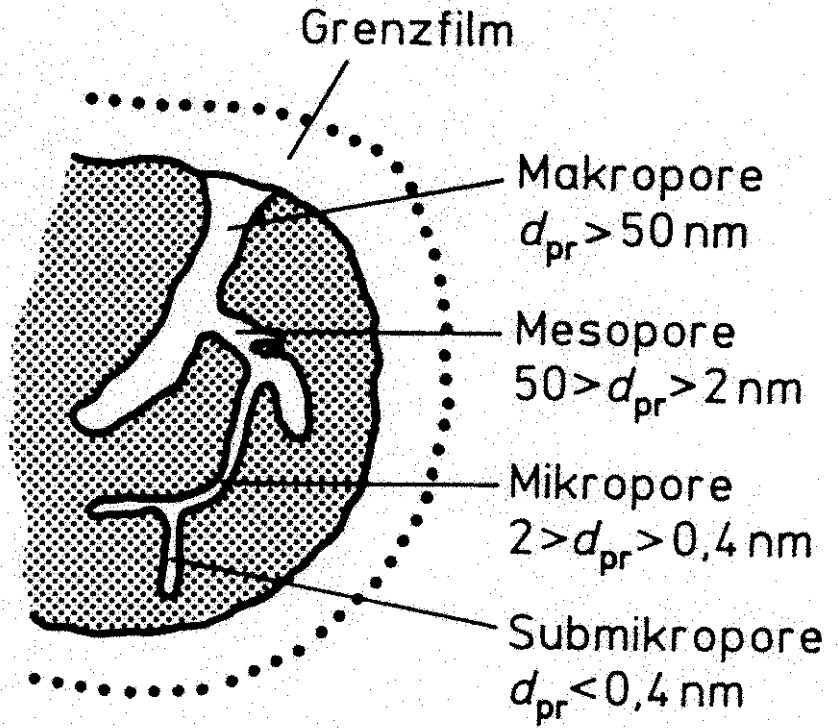 Grenzfilm
Makropore
dpr > 50 nm
Mesopore
50 > dpr > 2 nm
Mikropore
2 > dpr > 0,4 nm
Submikropore
dpr < 0,4 nm